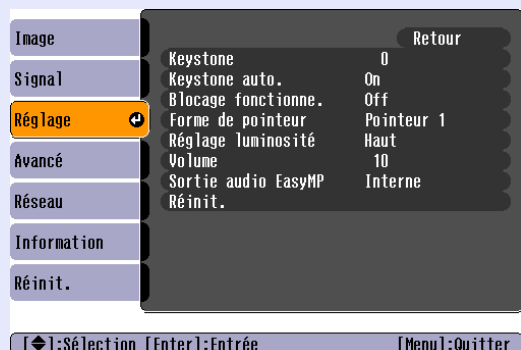 Image
Signal
Réglage
Avancé
Réseau
Information
Réinit.
Retour
Keystone 0
Keystone auto. On
Blocage fonctionne. Off
Forme de pointeur Pointeur 1
Réglage luminosité Haut
Volume 10
Sortie audio EasyMP Interne
Réinit.
[◆]:Sélection [Enter]:Entrée [Menu]:Quitter